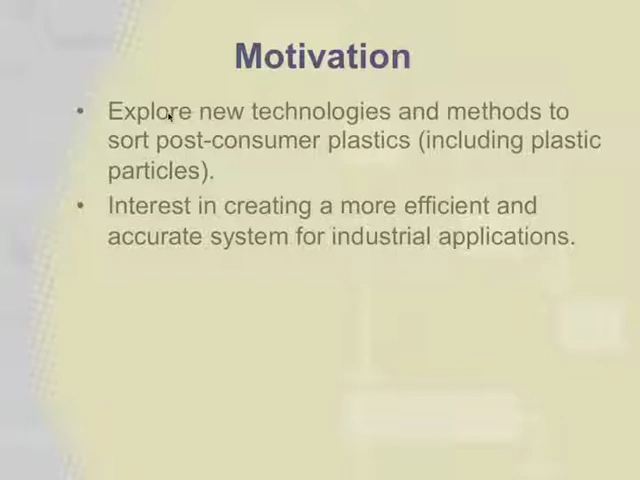 Motivation
• Explore new technologies and methods to
sort post-consumer plastics (including plastic
particles).
• Interest in creating a more efficient and
accurate system for industrial applications.